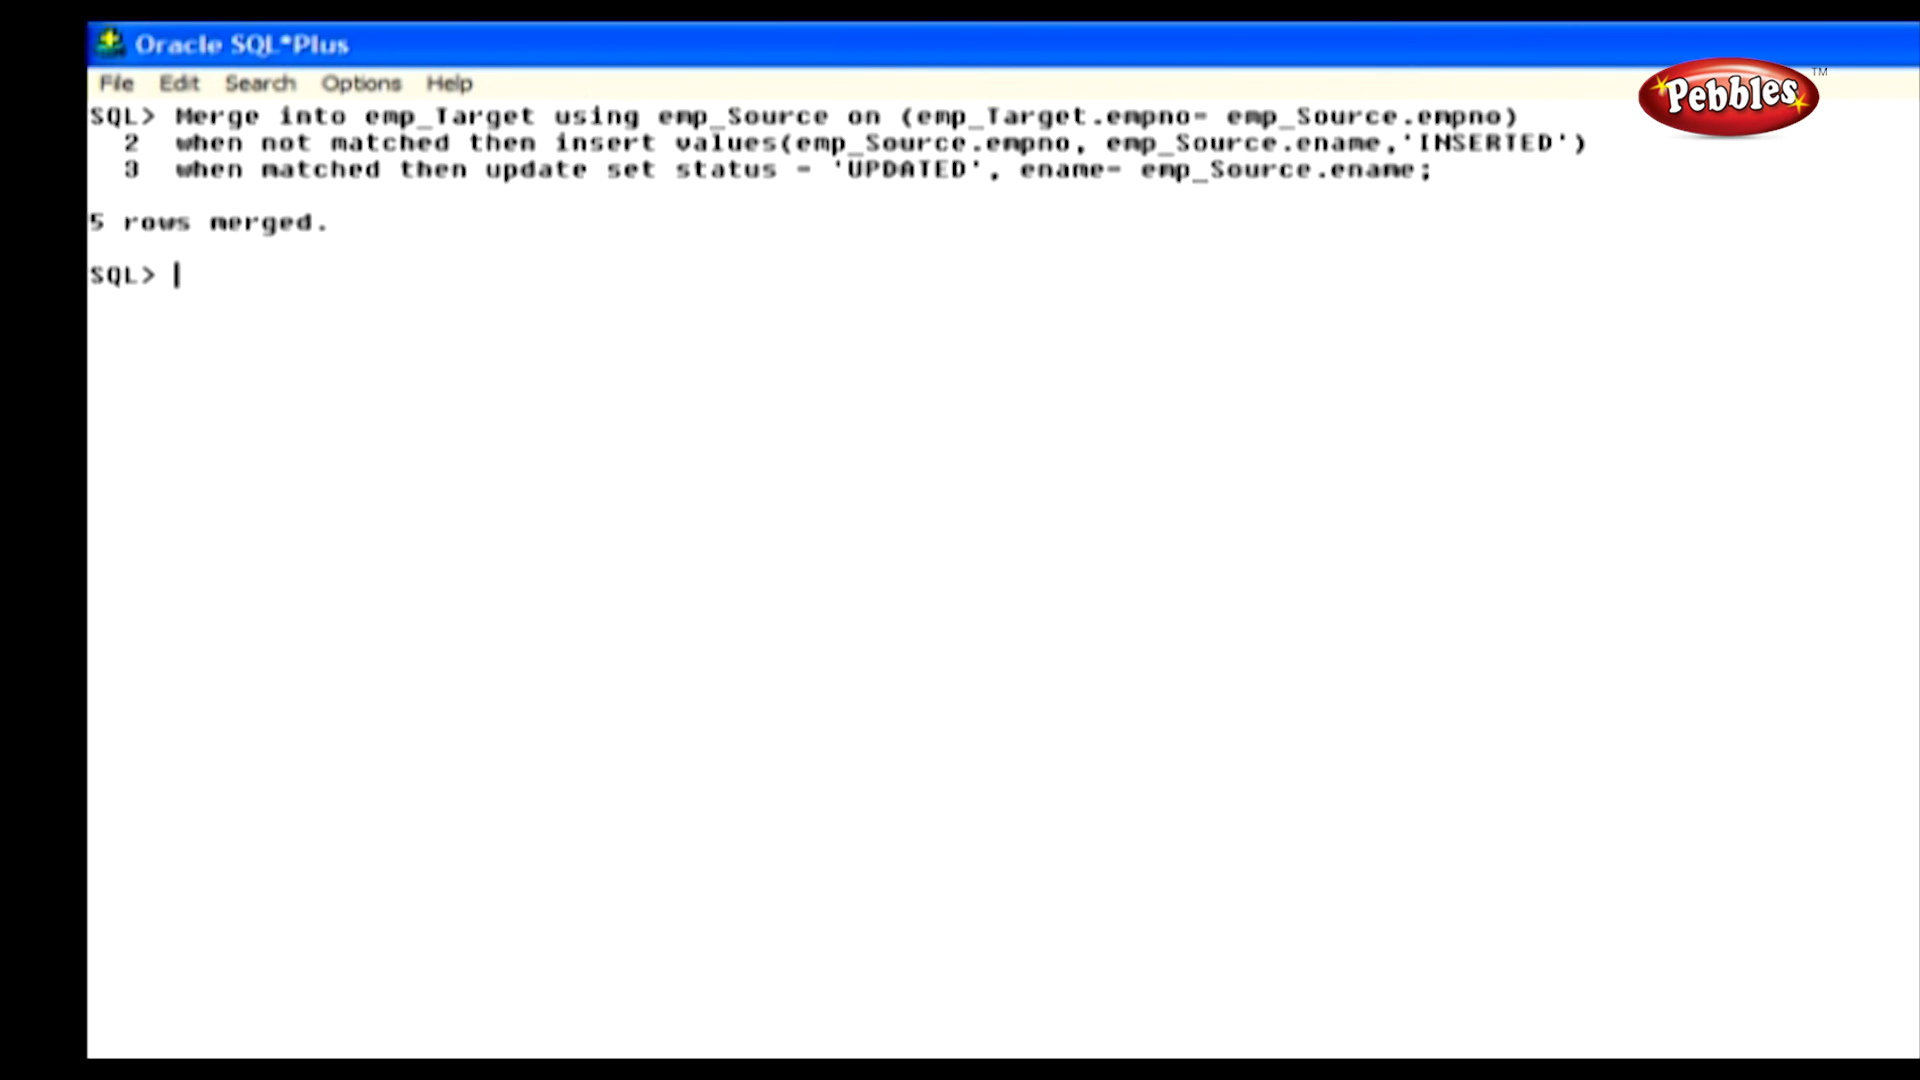 Oracle SQL*Plus
File Edit Search Options Help
Pebbles TM
SQL> Merge into emp_Target using emp_Source on (emp_Target.empno= emp_Source.empno)
2 when not matched then insert values(emp_Source.empno, emp_Source.ename,'INSERTED')
3 when matched then update set status = 'UPDATED', ename= emp_Source.ename;
5 rows merged.
SQL>